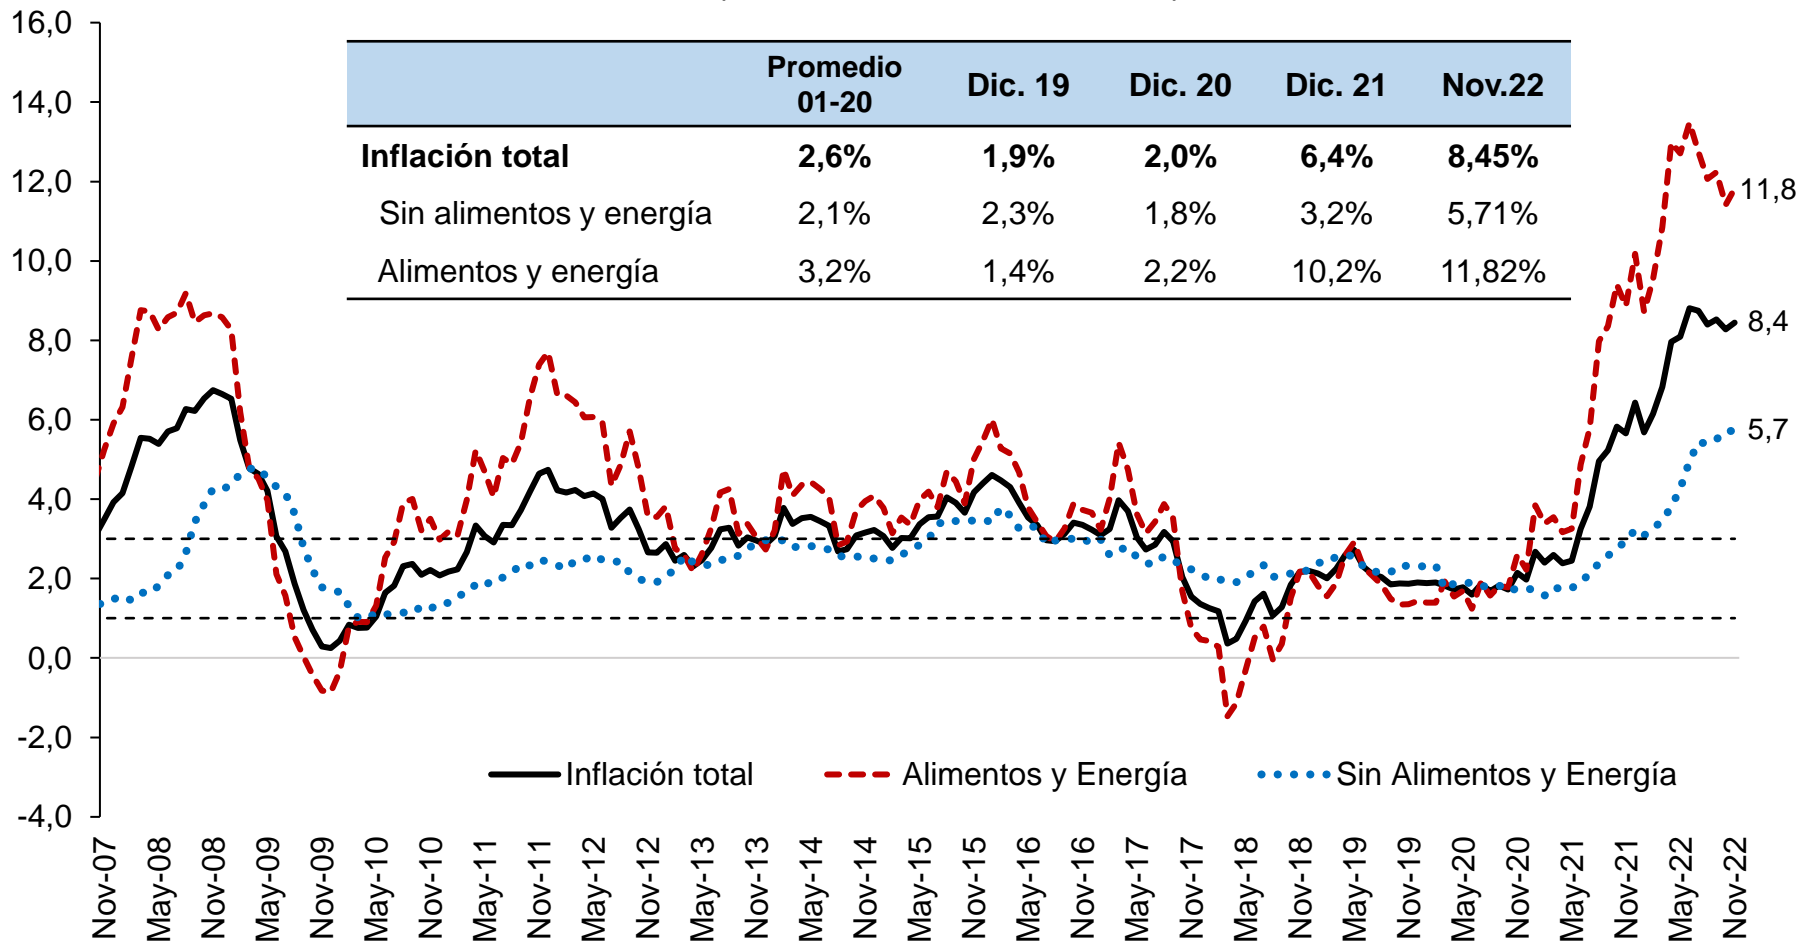 Promedio 01-20 Dic. 19 Dic. 20 Dic. 21 Nov.22
Inflación total 2,6% 1,9% 2,0% 6,4% 8,45%
Sin alimentos y energía 2,1% 2,3% 1,8% 3,2% 5,71%
Alimentos y energía 3,2% 1,4% 2,2% 10,2% 11,82%
16,0
14,0
12,0
10,0
8,0
6,0
4,0
2,0
0,0
-2,0
-4,0
11,8
8,4
5,7
Inflación total Alimentos y Energía Sin Alimentos y Energía
Nov-07 May-08 Nov-08 May-09 Nov-09 May-10 Nov-10 May-11 Nov-11 May-12 Nov-12 May-13 Nov-13 May-14 Nov-14 May-15 Nov-15 May-16 Nov-16 May-17 Nov-17 May-18 Nov-18 May-19 Nov-19 May-20 Nov-20 May-21 Nov-21 May-22 Nov-22